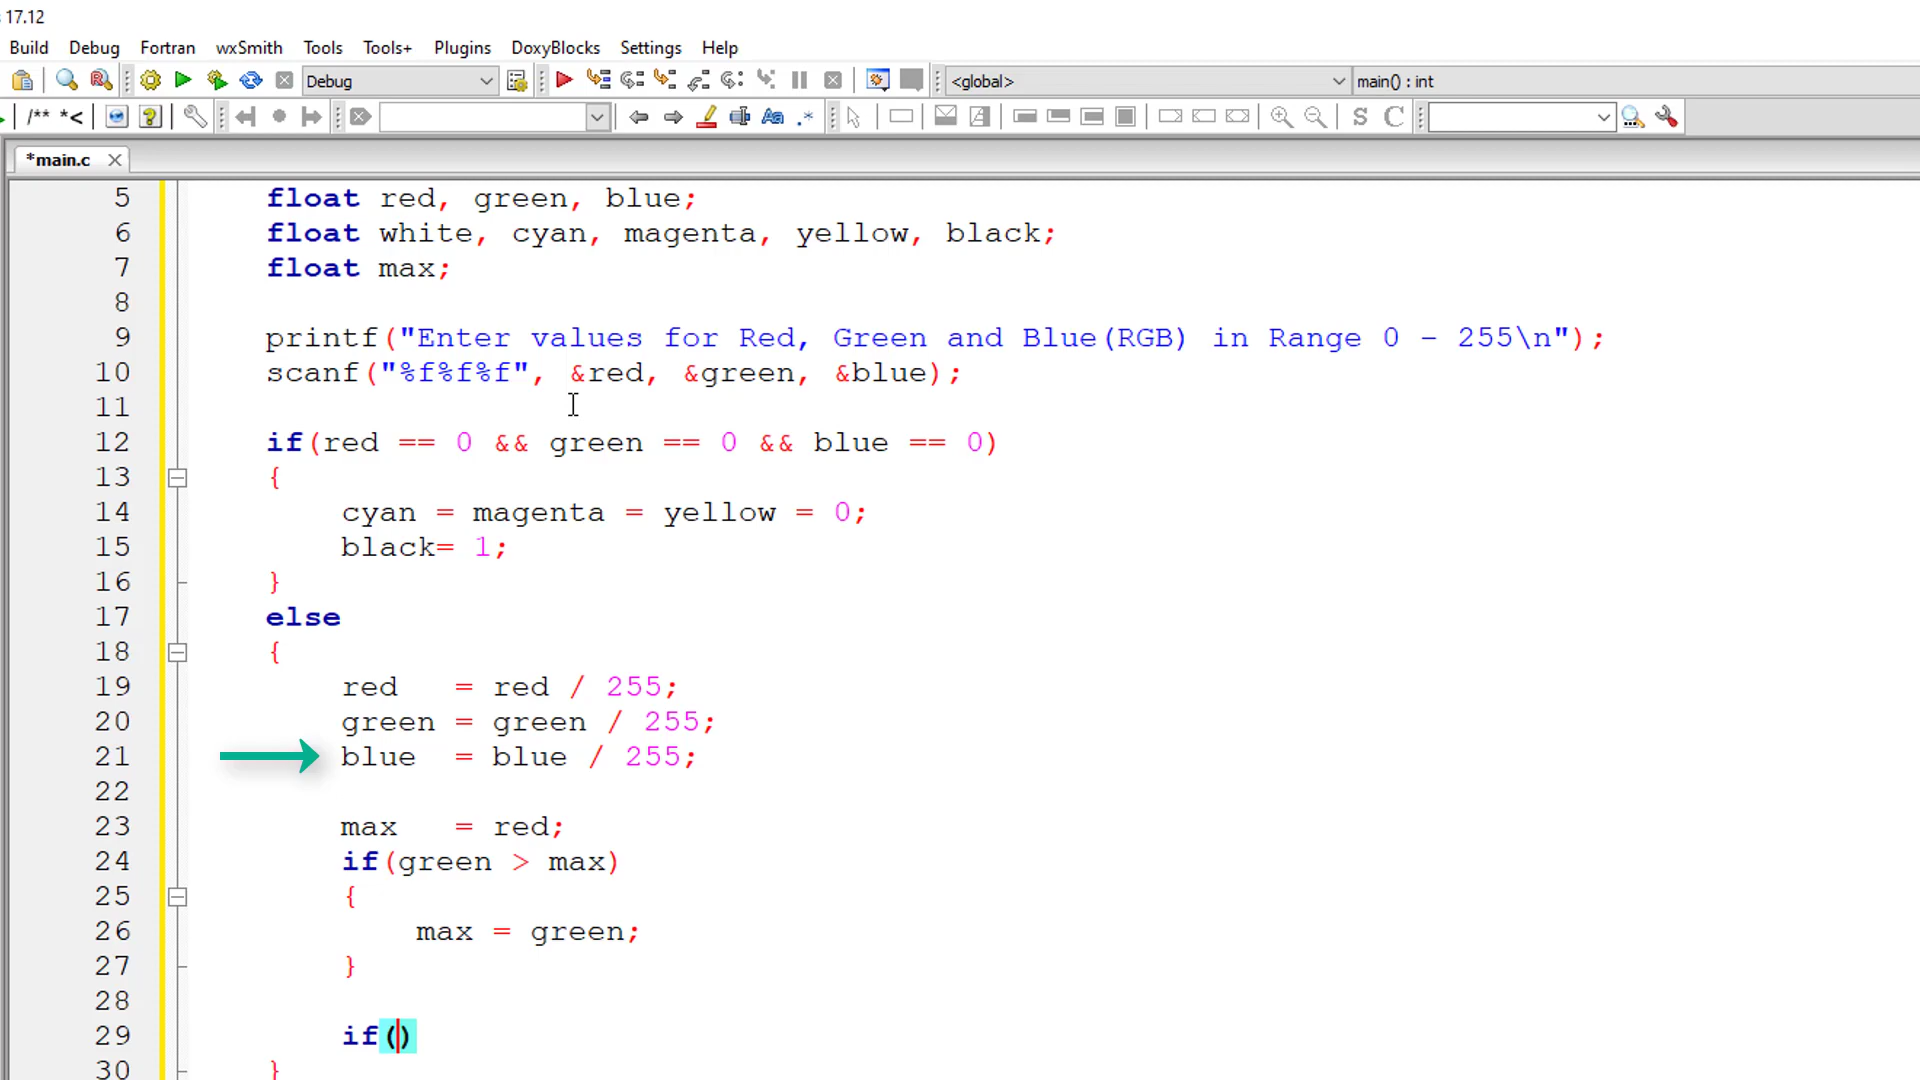 17.12
Build Debug Fortran wxSmith Tools Tools+ Plugins DoxyBlocks Settings Help
Debug <global> main() : int
/** *< Aa .* S C
*main.c
5 float red, green, blue;
6 float white, cyan, magenta, yellow, black;
7 float max;
8
9 printf("Enter values for Red, Green and Blue(RGB) in Range 0 - 255\n");
10 scanf("%f%f%f", &red, &green, &blue);
11
12 if(red == 0 && green == 0 && blue == 0)
13 {
14 cyan = magenta = yellow = 0;
15 black= 1;
16 }
17 else
18 {
19 red = red / 255;
20 green = green / 255;
21 blue = blue / 255;
22
23 max = red;
24 if(green > max)
25 {
26 max = green;
27 }
28
29 if()
30 }